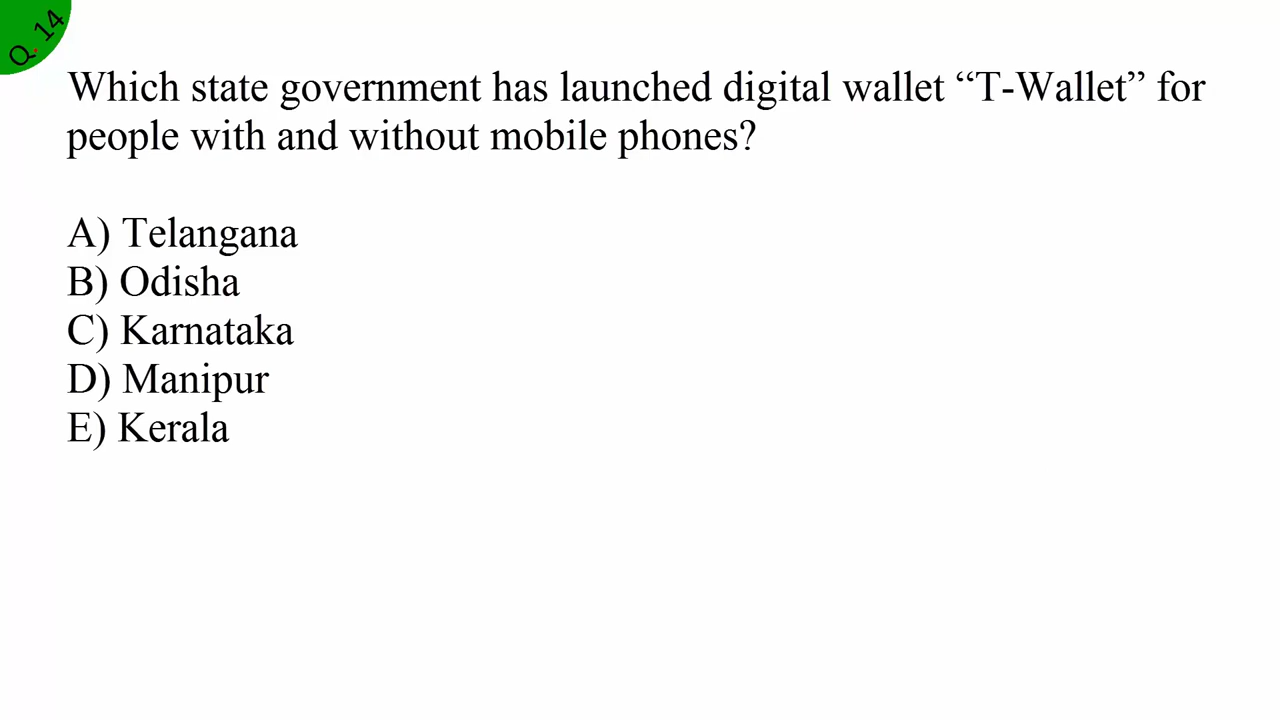 Q. 14
Which state government has launched digital wallet “T-Wallet” for
people with and without mobile phones?
A) Telangana
B) Odisha
C) Karnataka
D) Manipur
E) Kerala